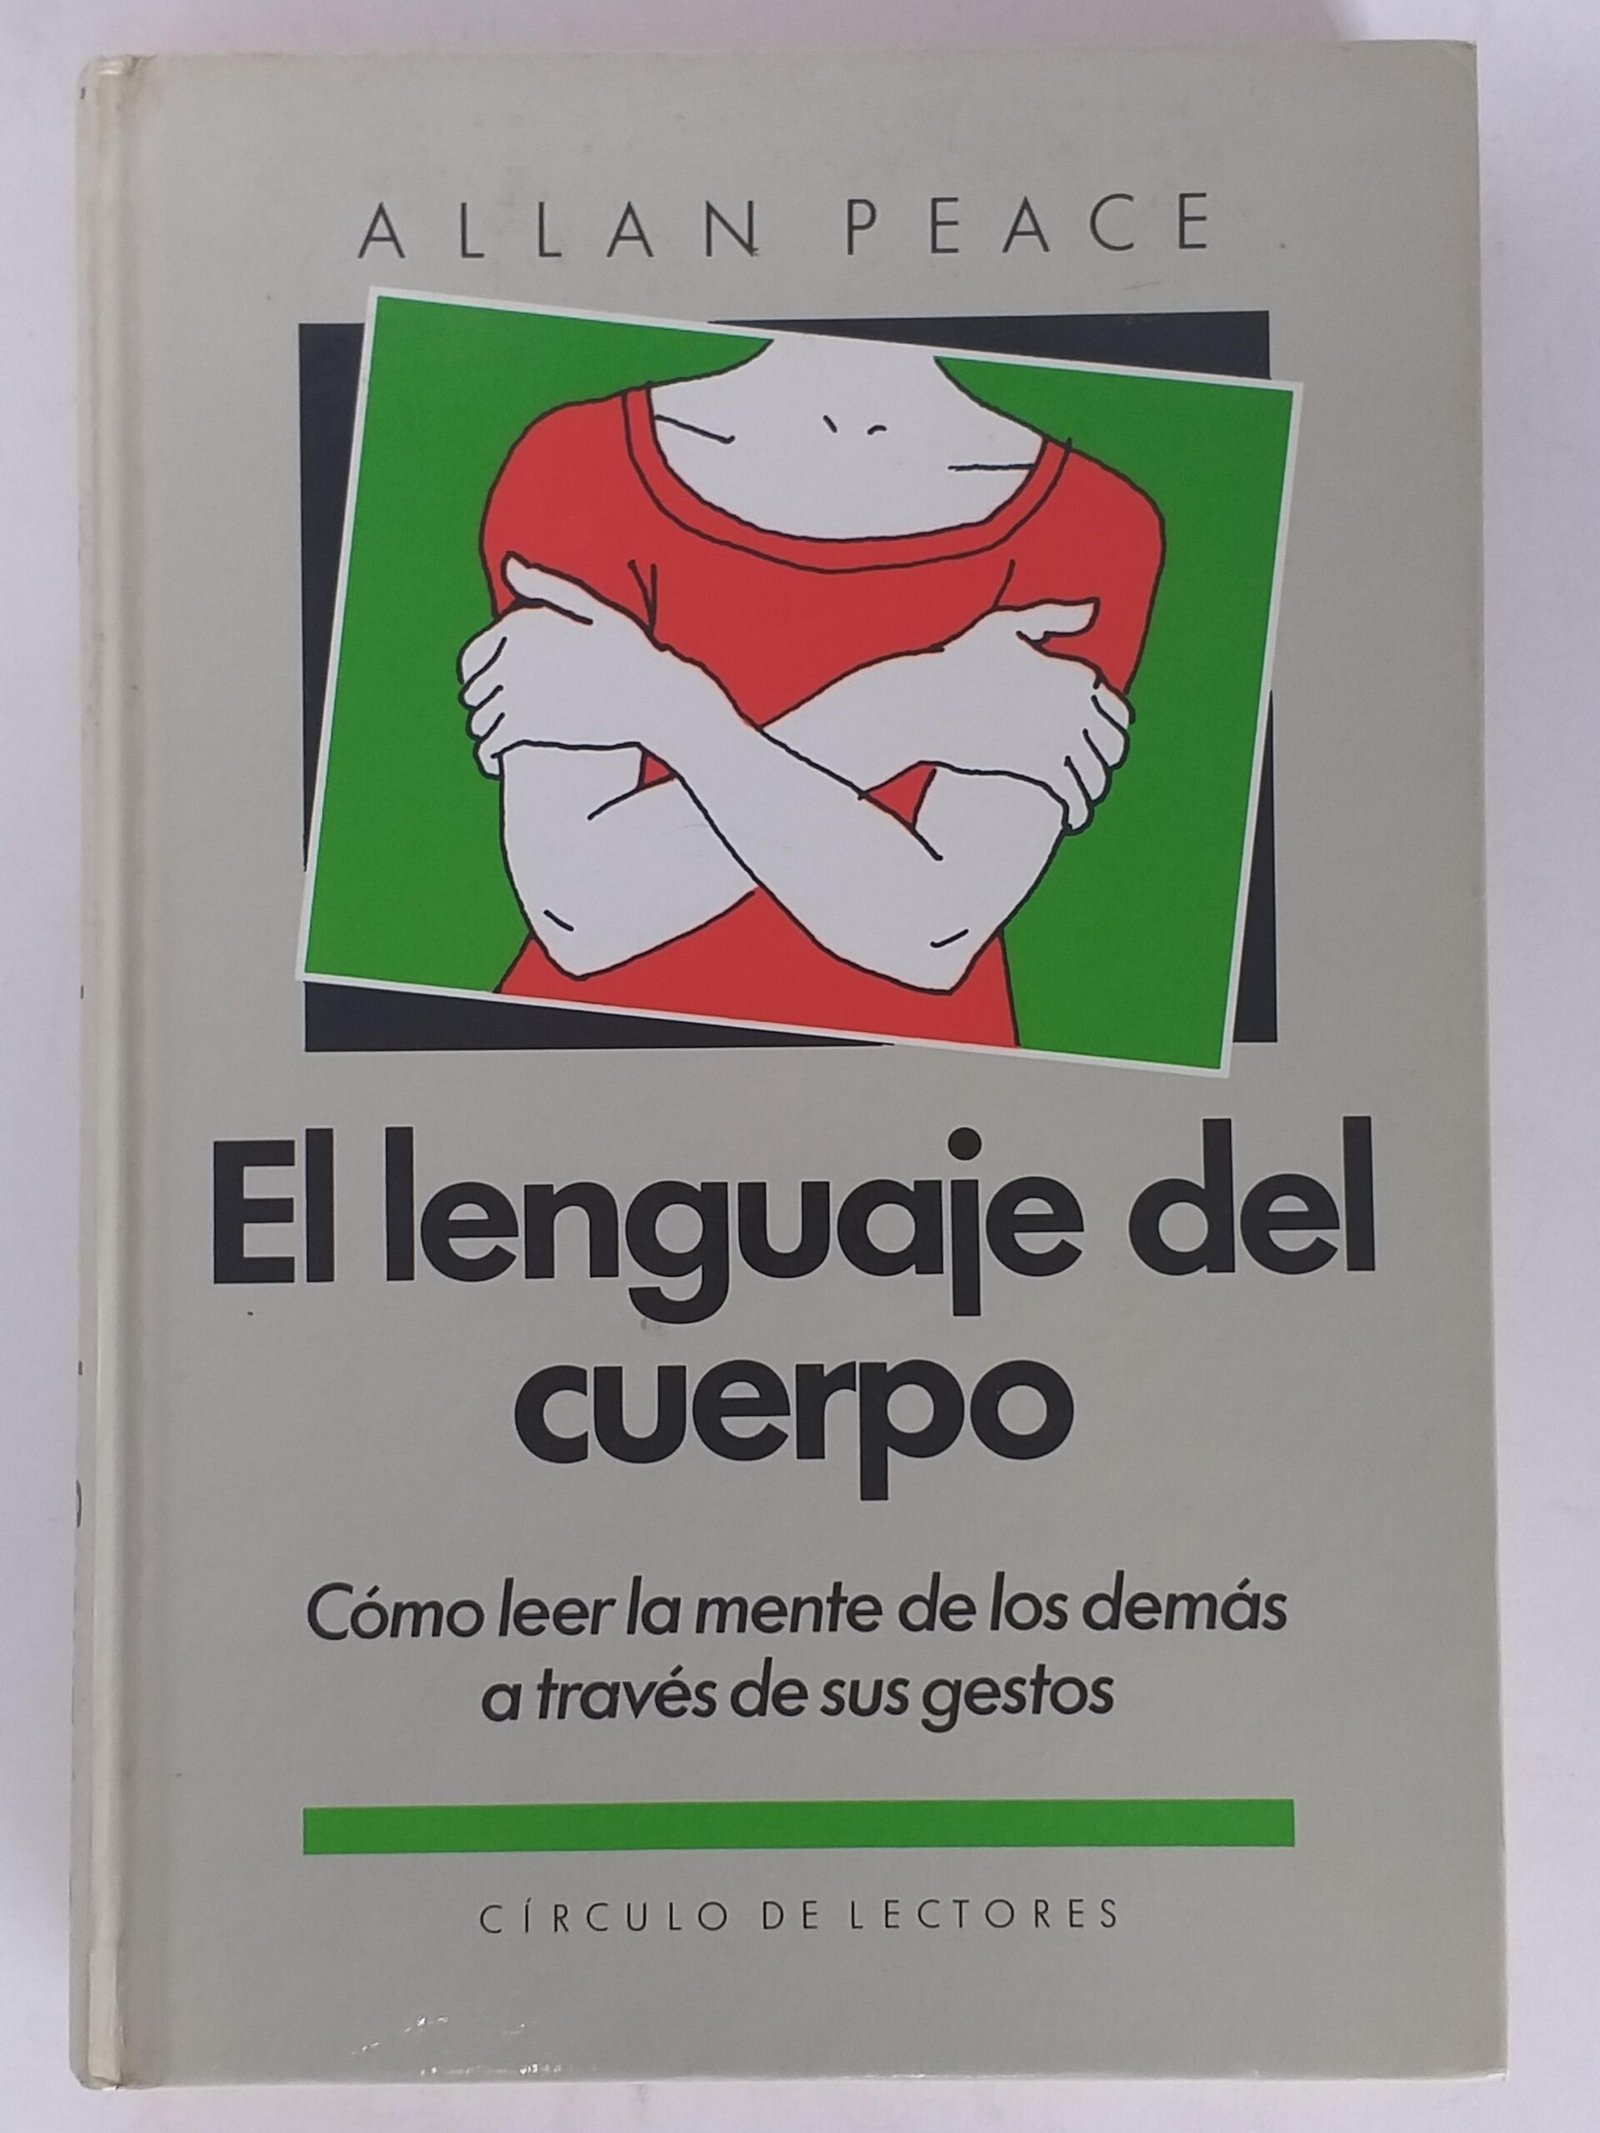 ALLAN PEACE
El lenguaje del
cuerpo
Cómo leer la mente de los demás
a través de sus gestos
CÍRCULO DE LECTORES